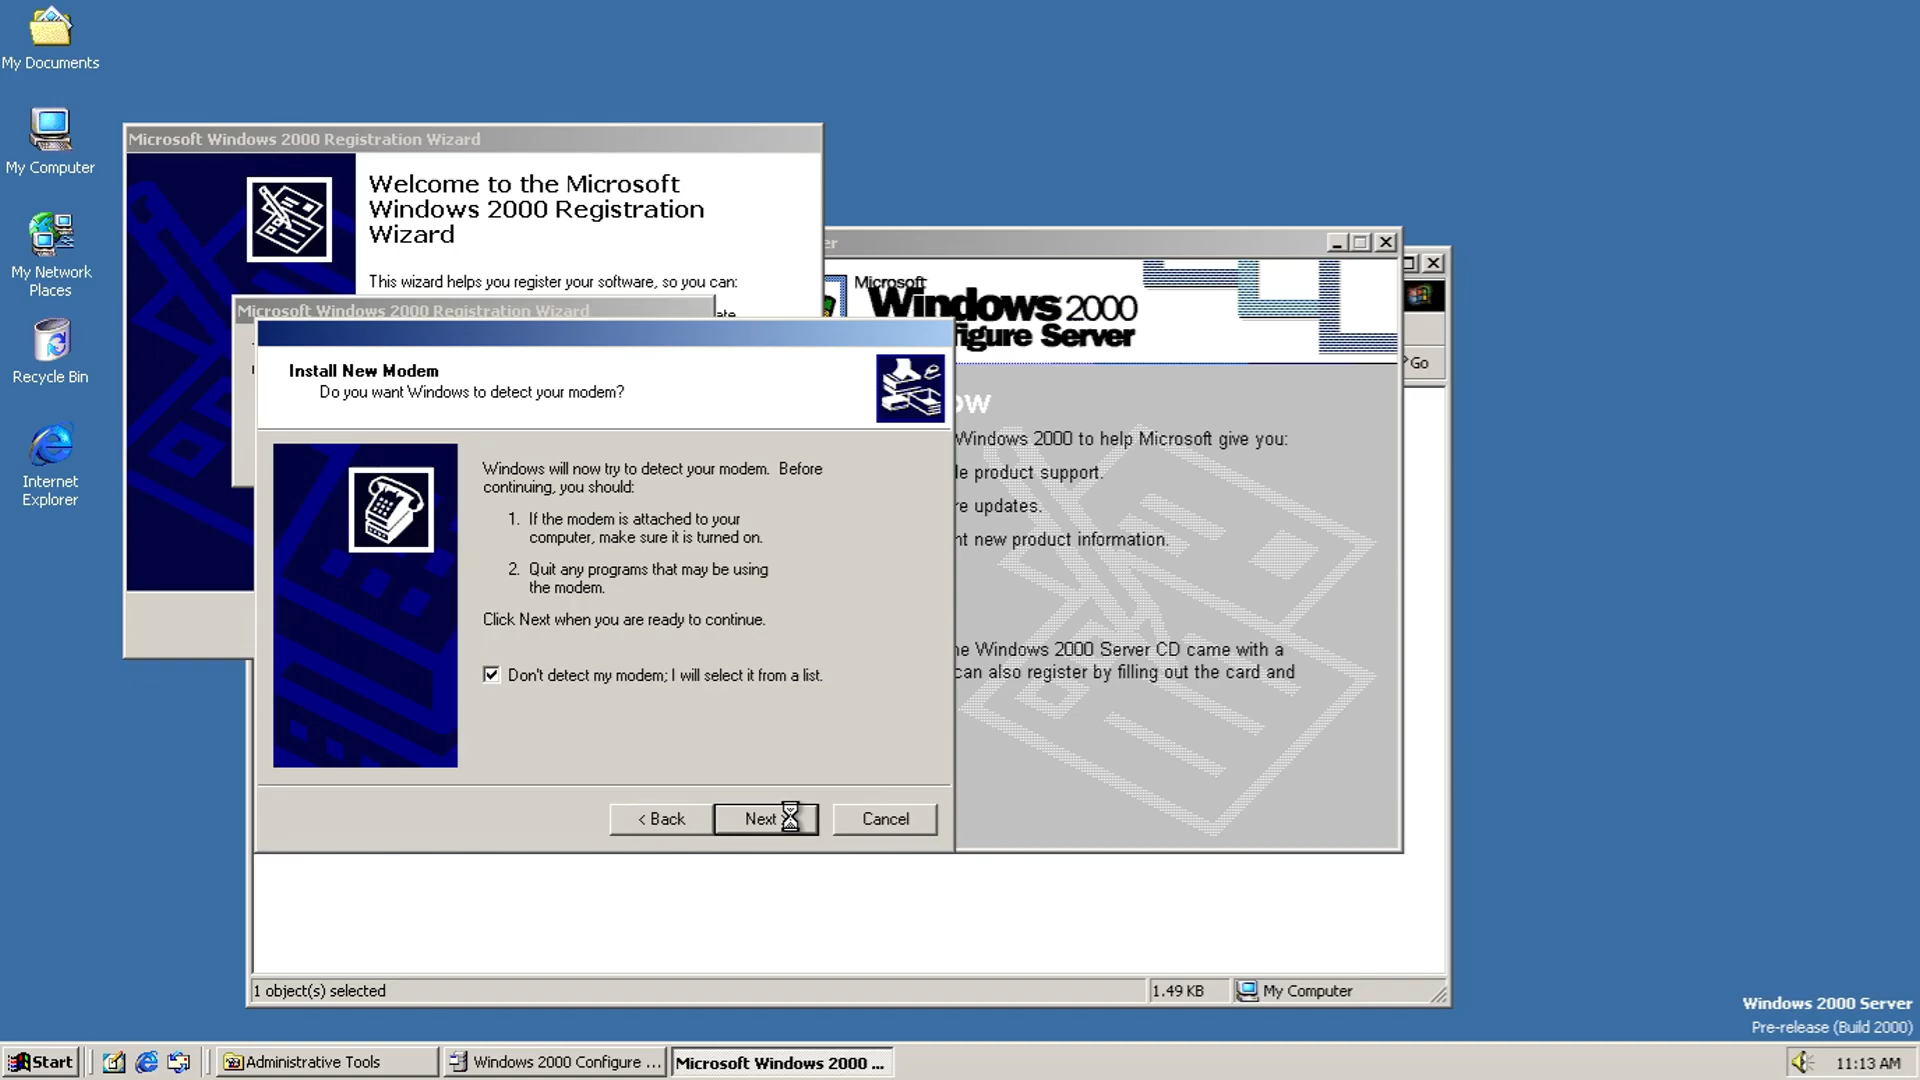 My Documents
My Computer
My Network
Places
Recycle Bin
Internet
Explorer
Microsoft Windows 2000 Registration Wizard
Welcome to the Microsoft
Windows 2000 Registration
Wizard
This wizard helps you register your software, so you can:
Microsoft Windows 2000 Registration Wizard
Install New Modem
Do you want Windows to detect your modem?
Windows will now try to detect your modem. Before
continuing, you should:
1. If the modem is attached to your
computer, make sure it is turned on.
2. Quit any programs that may be using
the modem.
Click Next when you are ready to continue.
Don't detect my modem; I will select it from a list.
< Back
Next
Cancel
Microsoft
Windows 2000
figure Server
Go
ow
Windows 2000 to help Microsoft give you:
le product support.
re updates.
nt new product information.
he Windows 2000 Server CD came with a
can also register by filling out the card and
1 object(s) selected
1.49 KB
My Computer
Windows 2000 Server
Pre-release (Build 2000)
Start
Administrative Tools
Windows 2000 Configure ...
Microsoft Windows 2000 ...
11:13 AM